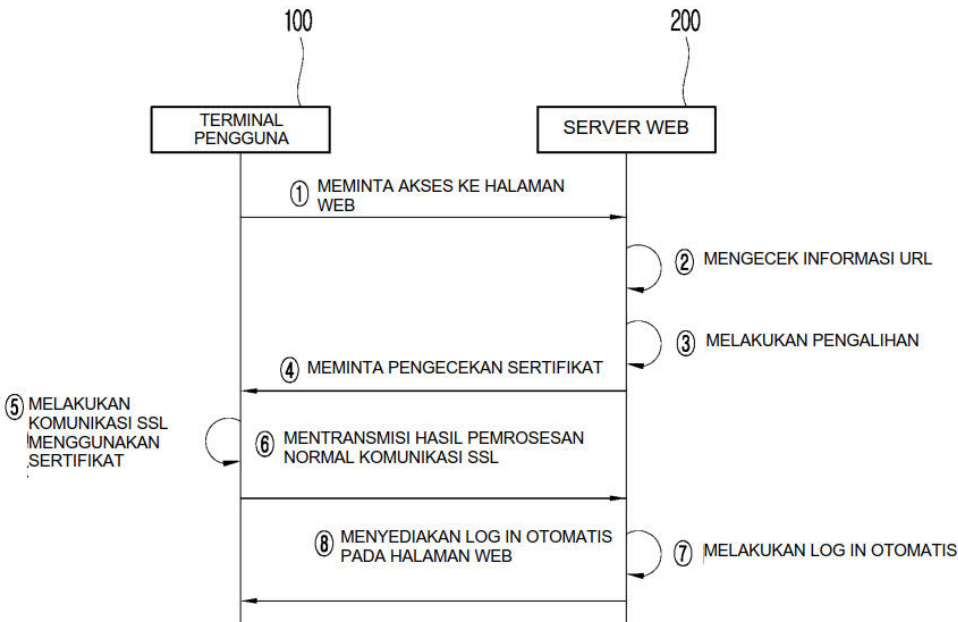 100
200
TERMINAL
PENGGUNA
SERVER WEB
① MEMINTA AKSES KE HALAMAN
WEB
② MENGECEK INFORMASI URL
③ MELAKUKAN PENGALIHAN
④ MEMINTA PENGECEKAN SERTIFIKAT
⑤ MELAKUKAN
KOMUNIKASI SSL
MENGGUNAKAN
SERTIFIKAT
⑥ MENTRANSMISI HASIL PEMROSESAN
NORMAL KOMUNIKASI SSL
⑧ MENYEDIAKAN LOG IN OTOMATIS
PADA HALAMAN WEB
⑦ MELAKUKAN LOG IN OTOMATIS